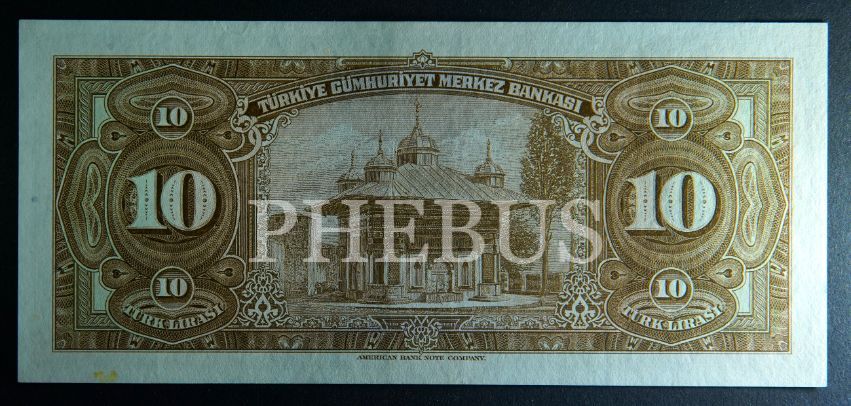 TÜRKİYE CÜMHURİYET MERKEZ BANKASI
10
10
10
10
PHEBUS
10
10
TÜRK LİRASI.
TÜRK LİRASI.
AMERICAN BANK NOTE COMPANY.